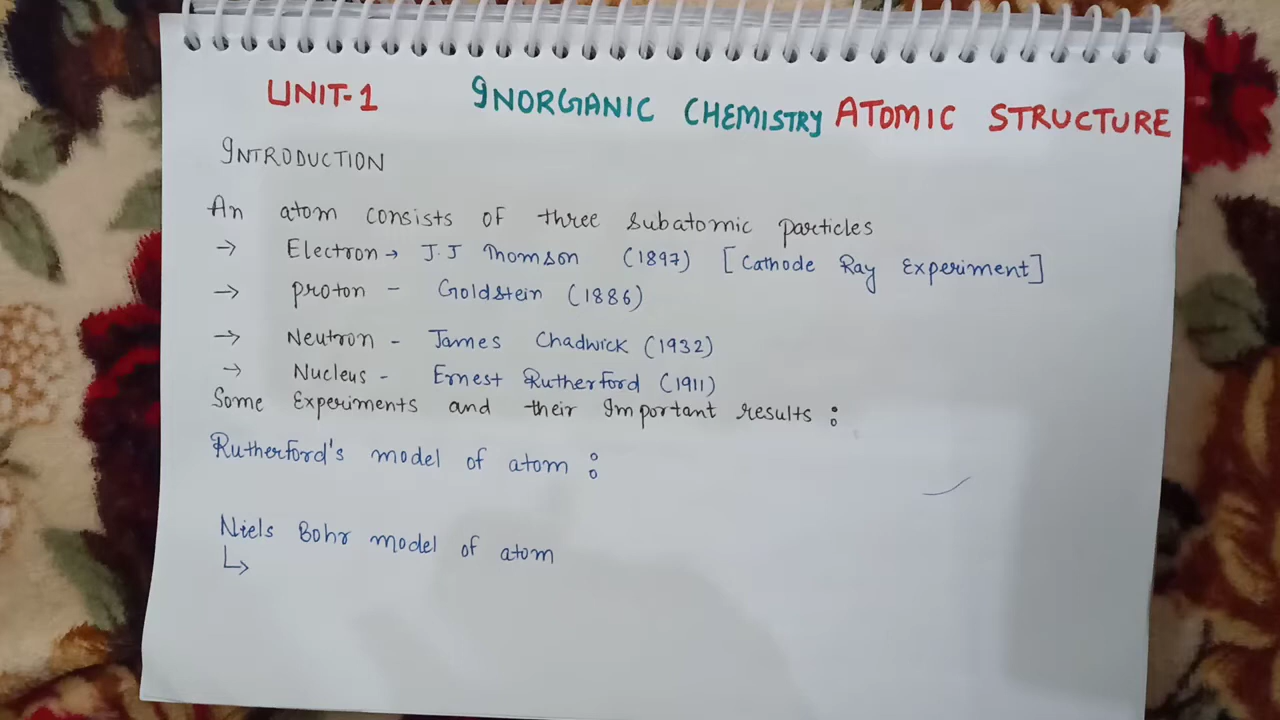 UNIT-1 INORGANIC CHEMISTRY ATOMIC STRUCTURE
INTRODUCTION
An atom consists of three subatomic particles
→ Electron → J.J Thomson (1897) [Cathode Ray Experiment]
→ proton - Goldstein (1886)
→ Neutron - James Chadwick (1932)
→ Nucleus - Ernest Rutherford (1911)
Some Experiments and their Important results :
Rutherford's model of atom :
Niels Bohr model of atom
↳